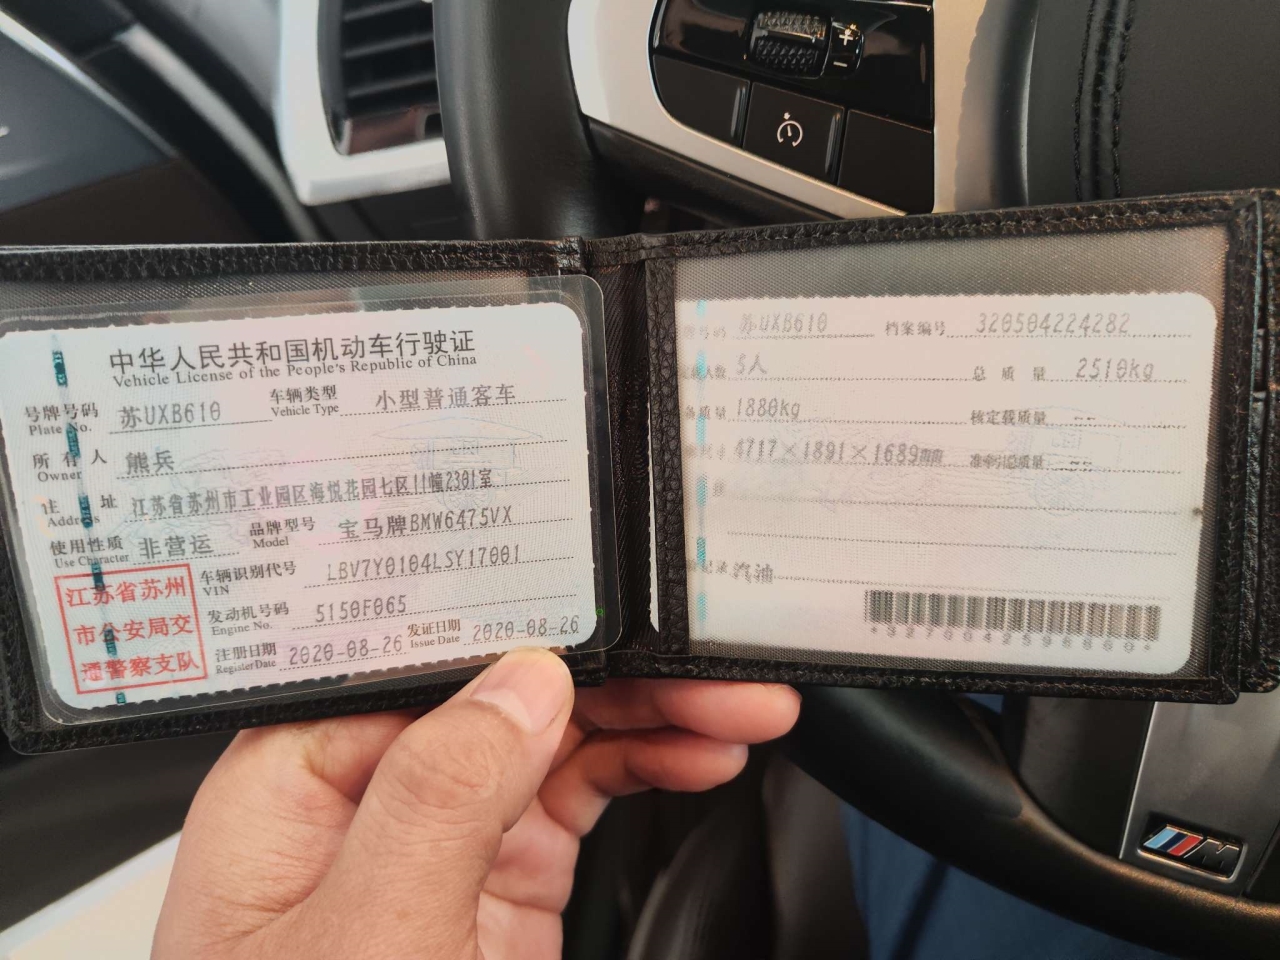 中华人民共和国机动车行驶证
Vehicle License of the People's Republic of China
号牌号码 苏UXB610 车辆类型 小型普通客车
Plate No. Vehicle Type
所有人 熊兵
Owner
住址 江苏省苏州市工业园区海悦花园七区11幢2301室
Address
使用性质 非营运 品牌型号 宝马牌BMW6475VX
Use Character Model
车辆识别代号 LBV7Y0104LSY17001
VIN
发动机号码 5150F065
Engine No.
注册日期 2020-08-26 发证日期 2020-08-26
Register Date Issue Date
江苏省苏州
市公安局交
通警察支队
苏UXB610 档案编号 320504224282
人数 5人 总质量 2510kg
备质量 1880kg 核定载质量 --
4717×1891×1689mm 准牵引总质量 --
汽油
M